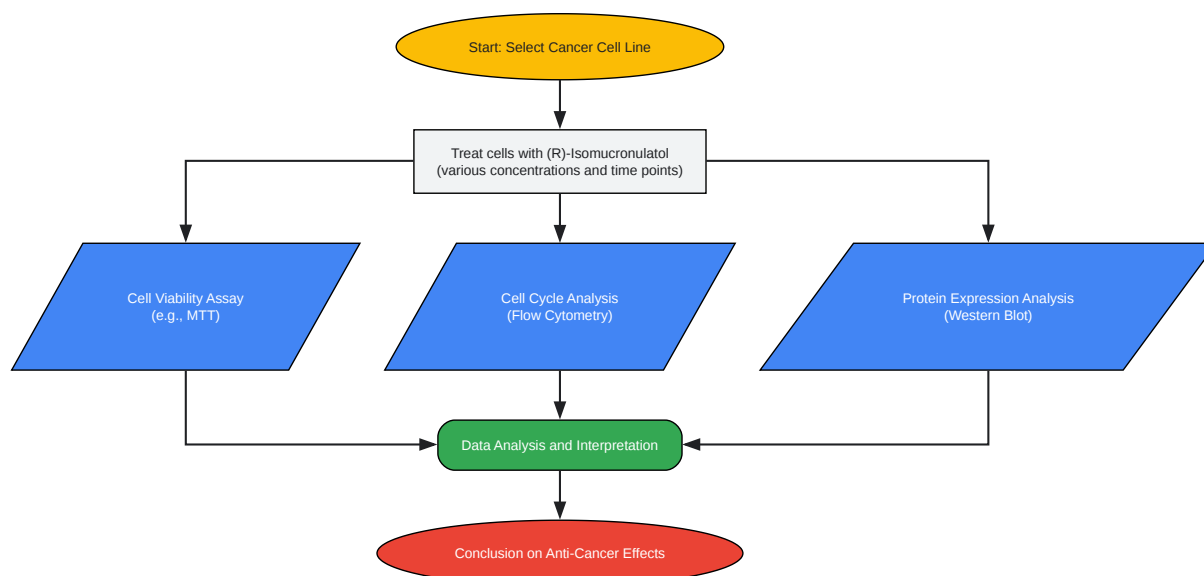 Start: Select Cancer Cell Line
Treat cells with (R)-Isomucronulatol
(various concentrations and time points)
Cell Viability Assay
(e.g., MTT)
Cell Cycle Analysis
(Flow Cytometry)
Protein Expression Analysis
(Western Blot)
Data Analysis and Interpretation
Conclusion on Anti-Cancer Effects